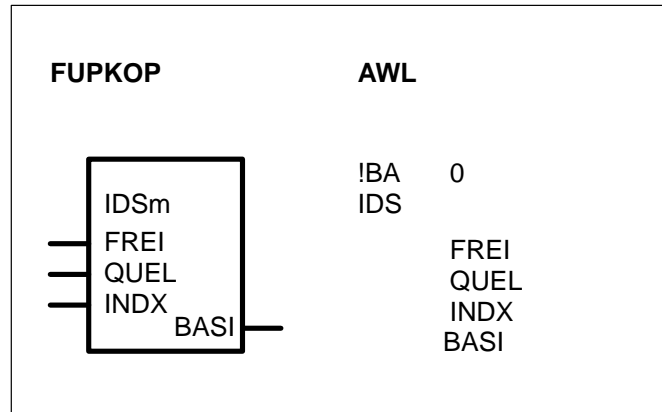 FUPKOP
AWL
IDSm
FREI
QUEL
INDX
BASI
!BA 0
IDS
FREI
QUEL
INDX
BASI